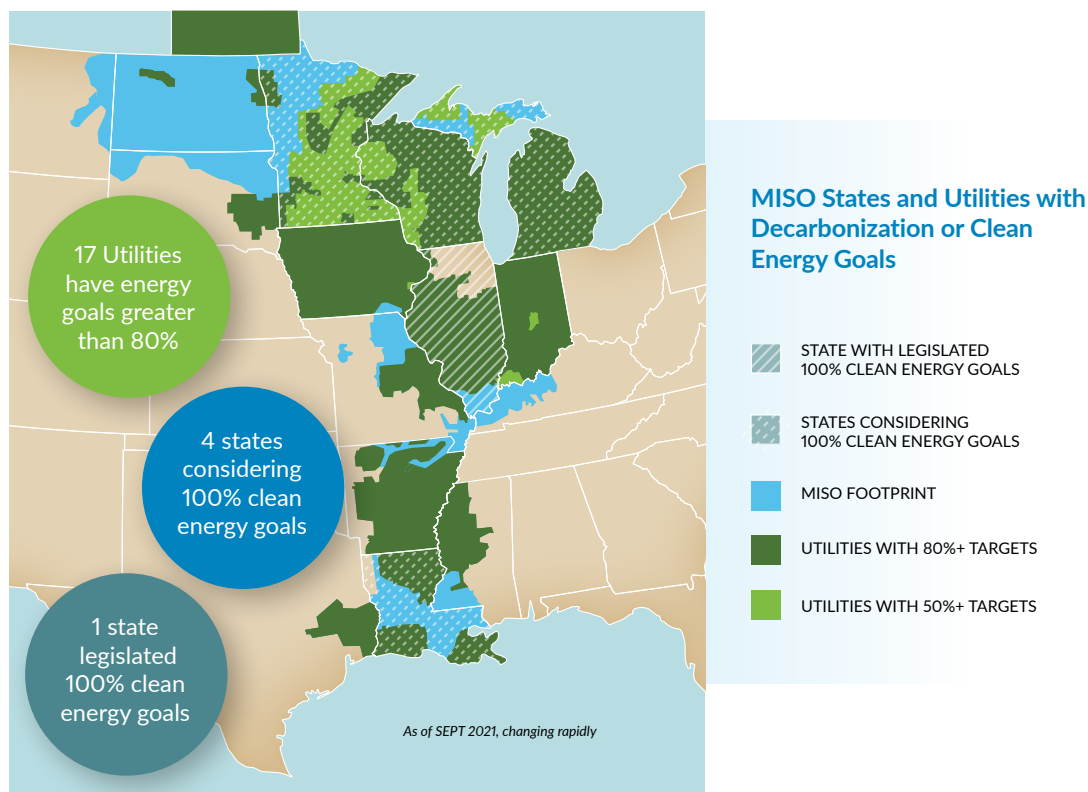 17 Utilities
have energy
goals greater
than 80%
4 states
considering
100% clean
energy goals
1 state
legislated
100% clean
energy goals
As of SEPT 2021, changing rapidly
MISO States and Utilities with
Decarbonization or Clean
Energy Goals
STATE WITH LEGISLATED
100% CLEAN ENERGY GOALS
STATES CONSIDERING
100% CLEAN ENERGY GOALS
MISO FOOTPRINT
UTILITIES WITH 80%+ TARGETS
UTILITIES WITH 50%+ TARGETS